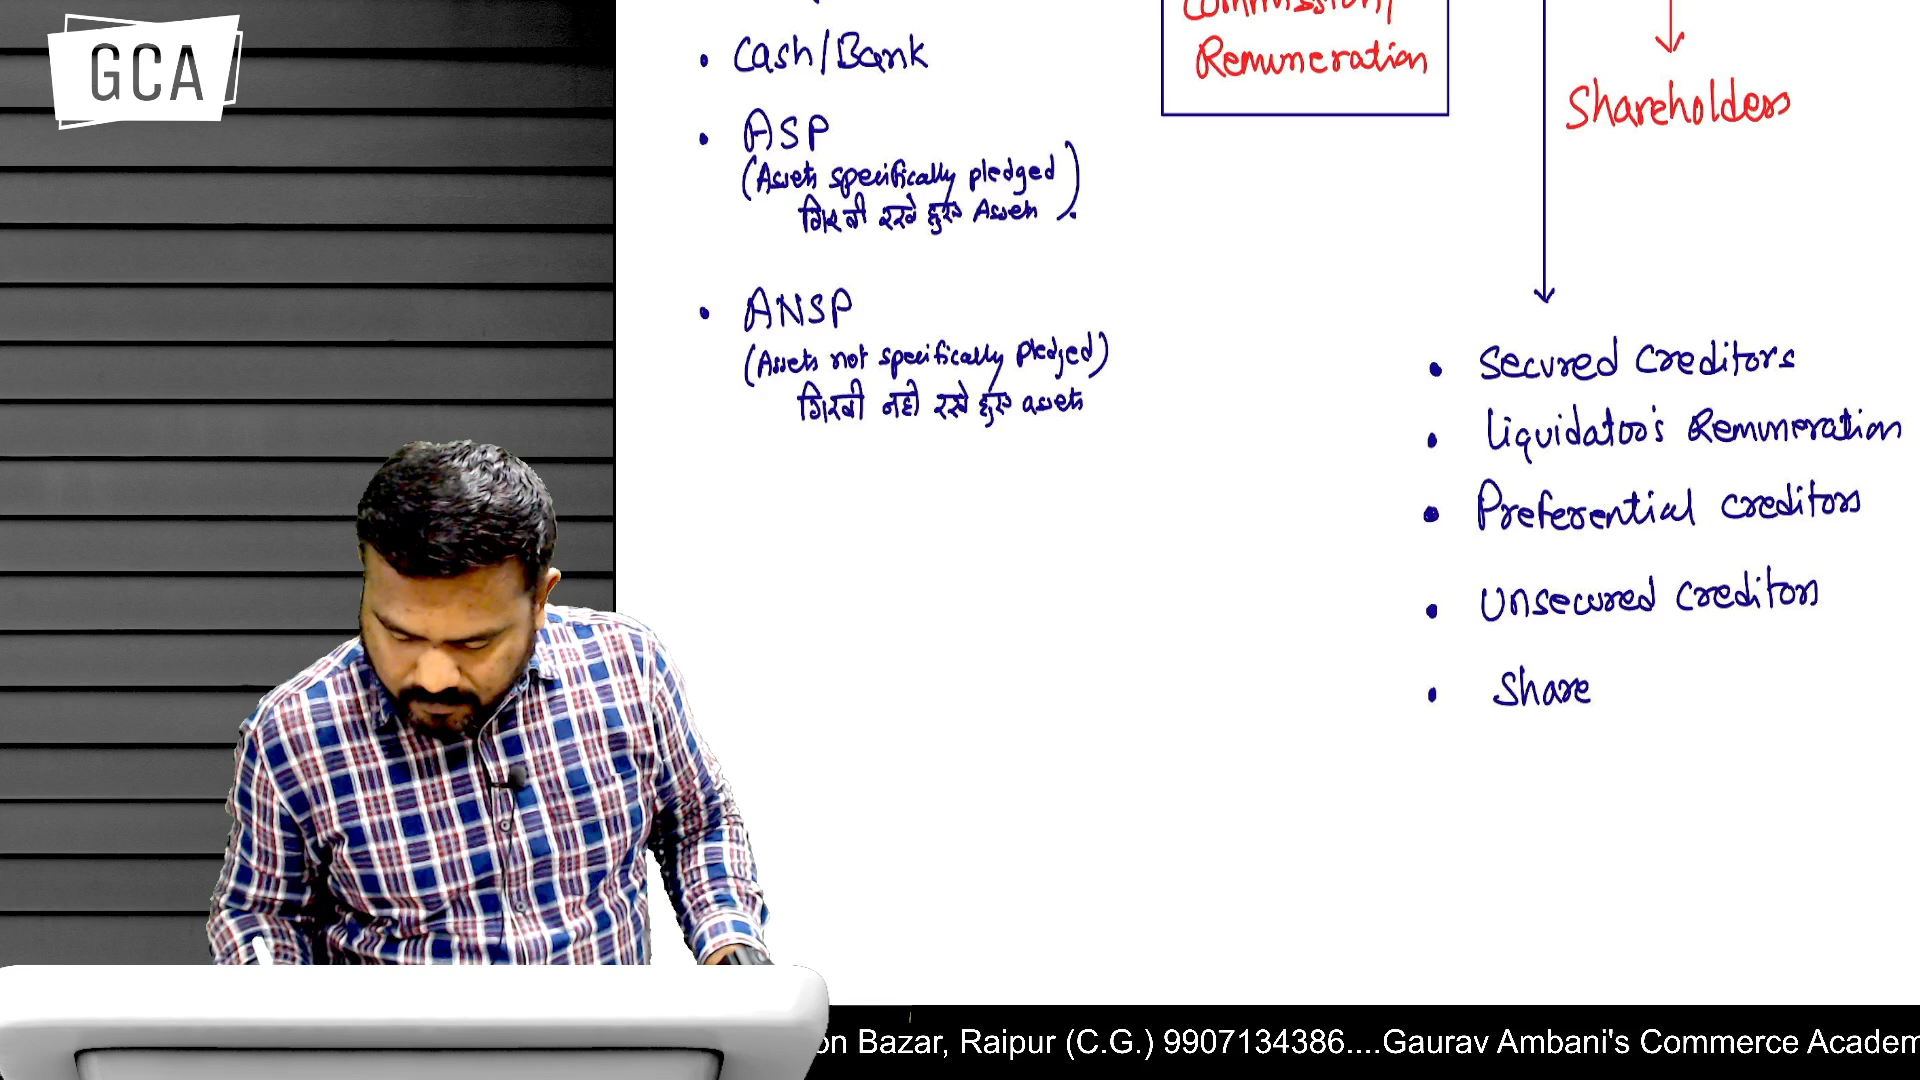 GCA
Commission/
Remuneration
Shareholders
• Cash/Bank
• ASP
(Assets specifically pledged
गिरवी रखे हुए Assets).
• ANSP
(Assets not specifically pledged)
गिरवी नही रखे हुए assets
• Secured Creditors
• Liquidator's Remuneration
• Preferential Creditors
• Unsecured Creditors
• Share
on Bazar, Raipur (C.G.) 9907134386....Gaurav Ambani's Commerce Academ